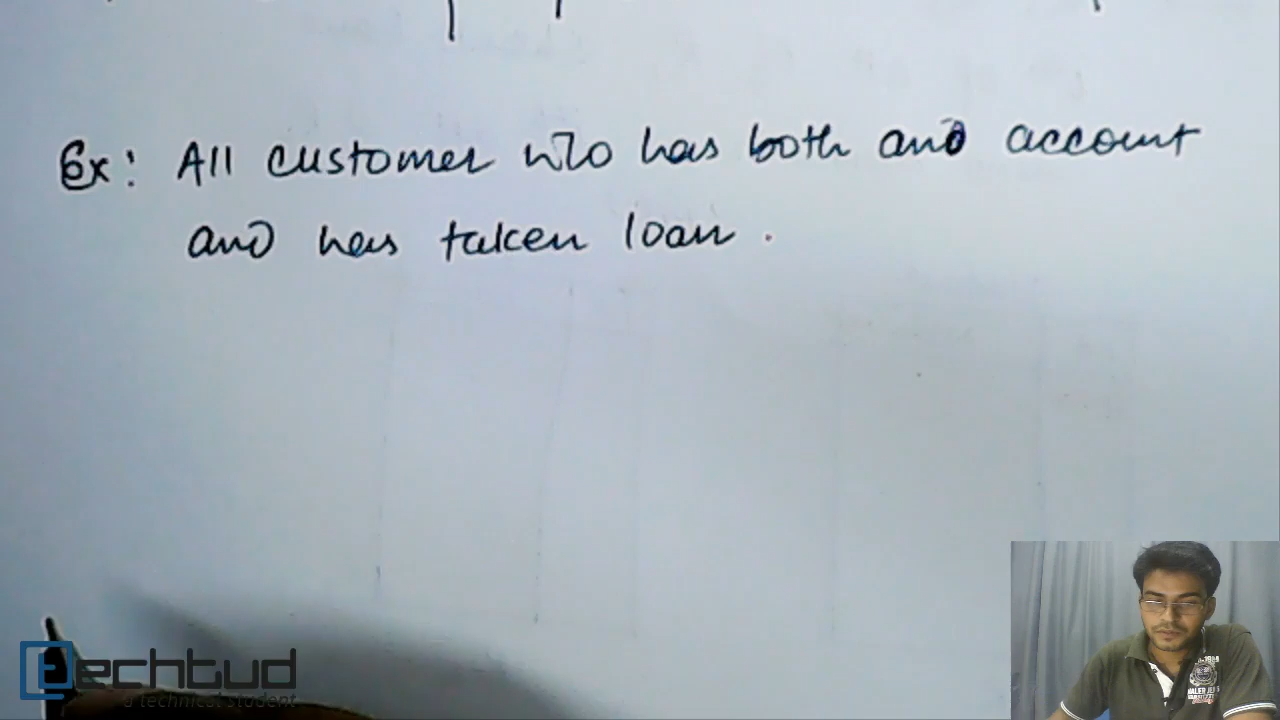 Ex: All customer who has both and account
and has taken loan.
techtud
a technical student